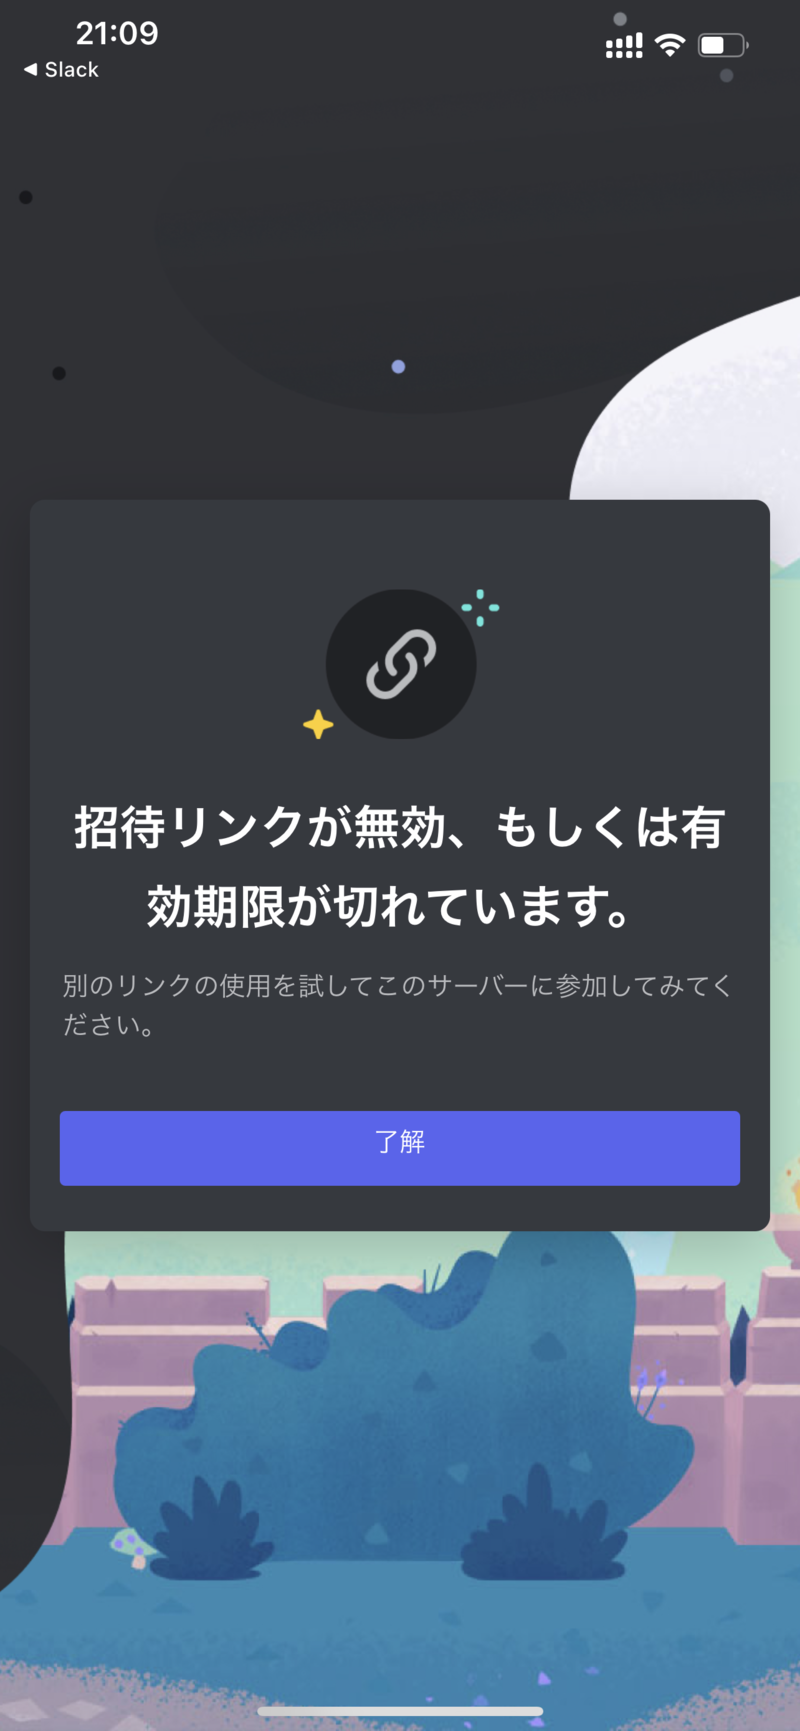 21:09
◀ Slack
招待リンクが無効、もしくは有
効期限が切れています。
別のリンクの使用を試してこのサーバーに参加してみてく
ださい。
了解